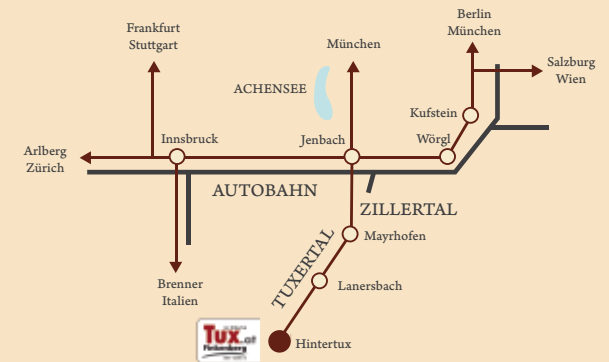 Berlin
München
Frankfurt
Stuttgart
München
Salzburg
Wien
ACHENSEE
Kufstein
Innsbruck
Jenbach
Wörgl
Arlberg
Zürich
AUTOBAHN
ZILLERTAL
Mayrhofen
TUXERTAL
Lanersbach
Brenner
Italien
Tux.at
Finkenberg
Hintertux